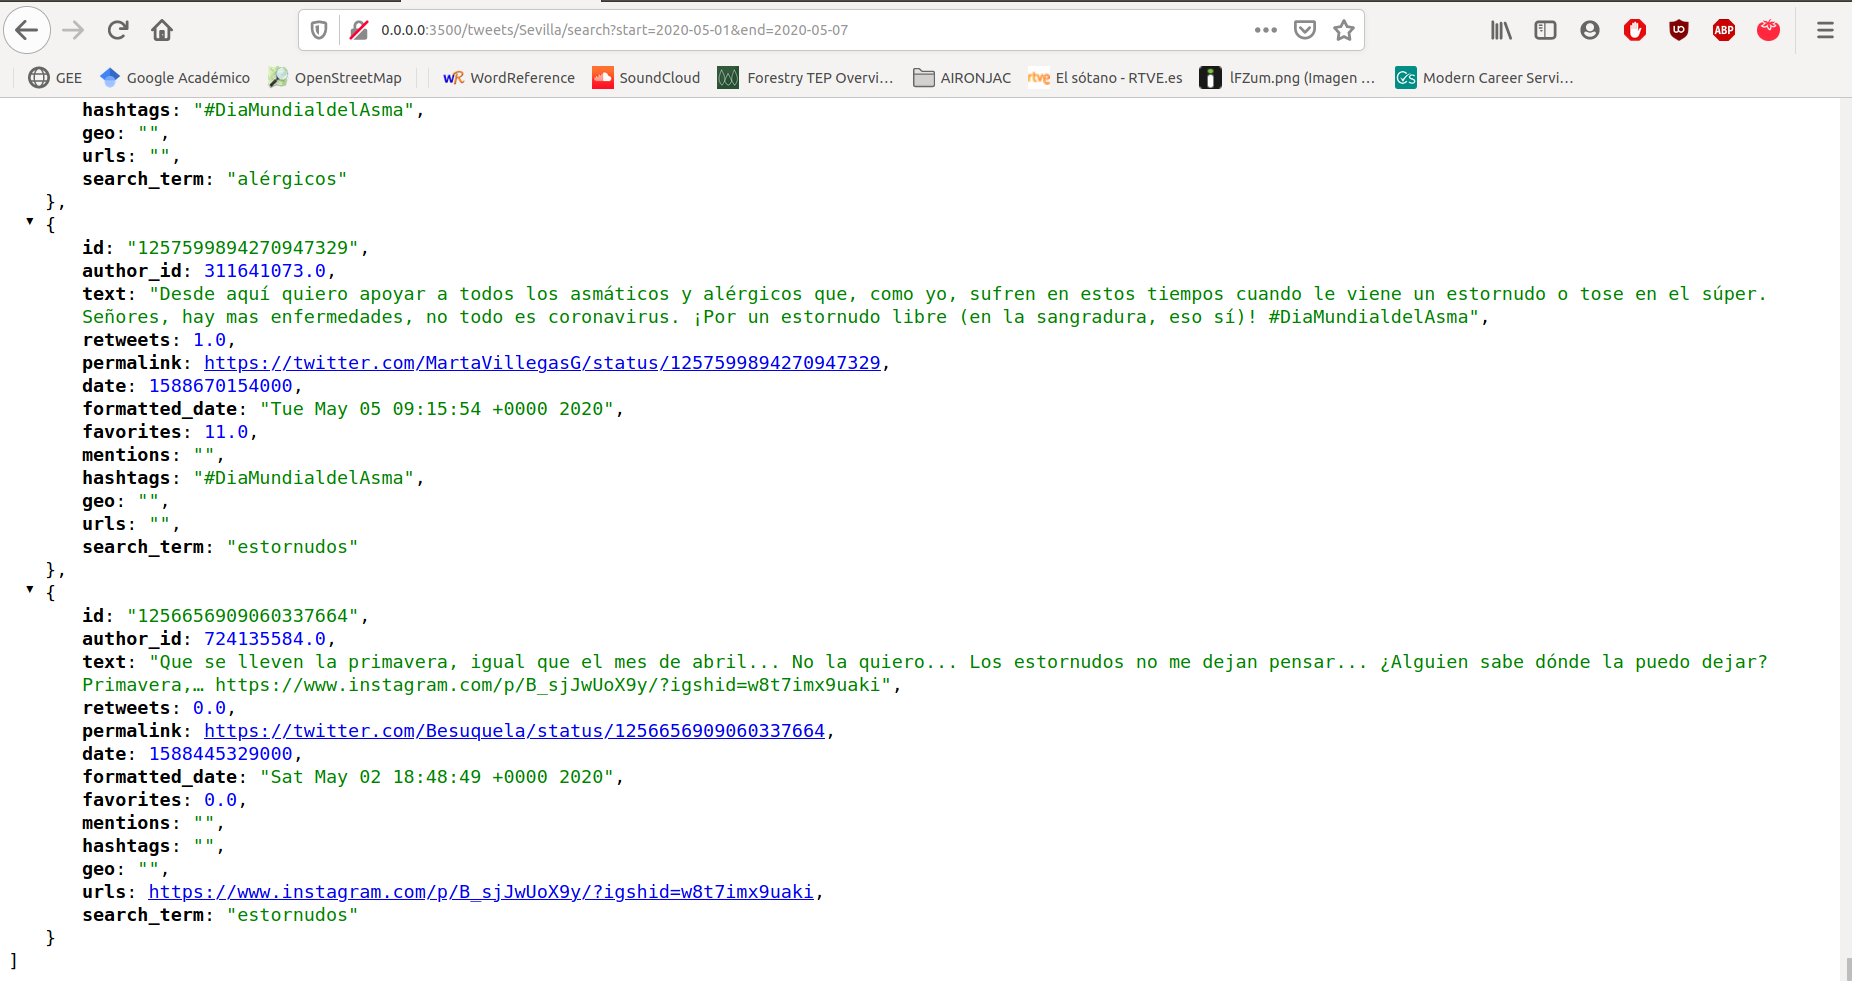 0.0.0.0:3500/tweets/Sevilla/search?start=2020-05-01&end=2020-05-07
ABP
GEE
Google Académico
OpenStreetMap
WordReference
SoundCloud
Forestry TEP Overvi…
AIRONJAC
rtve El sótano - RTVE.es
lFZum.png (Imagen …
Modern Career Servi…
hashtags: "#DiaMundialdelAsma",
geo: "",
urls: "",
search_term: "alérgicos"
},
{
id: "1257599894270947329",
author_id: 311641073.0,
text: "Desde aquí quiero apoyar a todos los asmáticos y alérgicos que, como yo, sufren en estos tiempos cuando le viene un estornudo o tose en el súper.
Señores, hay mas enfermedades, no todo es coronavirus. ¡Por un estornudo libre (en la sangradura, eso sí)! #DiaMundialdelAsma",
retweets: 1.0,
permalink: https://twitter.com/MartaVillegasG/status/1257599894270947329,
date: 1588670154000,
formatted_date: "Tue May 05 09:15:54 +0000 2020",
favorites: 11.0,
mentions: "",
hashtags: "#DiaMundialdelAsma",
geo: "",
urls: "",
search_term: "estornudos"
},
{
id: "1256656909060337664",
author_id: 724135584.0,
text: "Que se lleven la primavera, igual que el mes de abril... No la quiero... Los estornudos no me dejan pensar... ¿Alguien sabe dónde la puedo dejar?
Primavera,… https://www.instagram.com/p/B_sjJwUoX9y/?igshid=w8t7imx9uaki",
retweets: 0.0,
permalink: https://twitter.com/Besuquela/status/1256656909060337664,
date: 1588445329000,
formatted_date: "Sat May 02 18:48:49 +0000 2020",
favorites: 0.0,
mentions: "",
hashtags: "",
geo: "",
urls: https://www.instagram.com/p/B_sjJwUoX9y/?igshid=w8t7imx9uaki,
search_term: "estornudos"
}
]